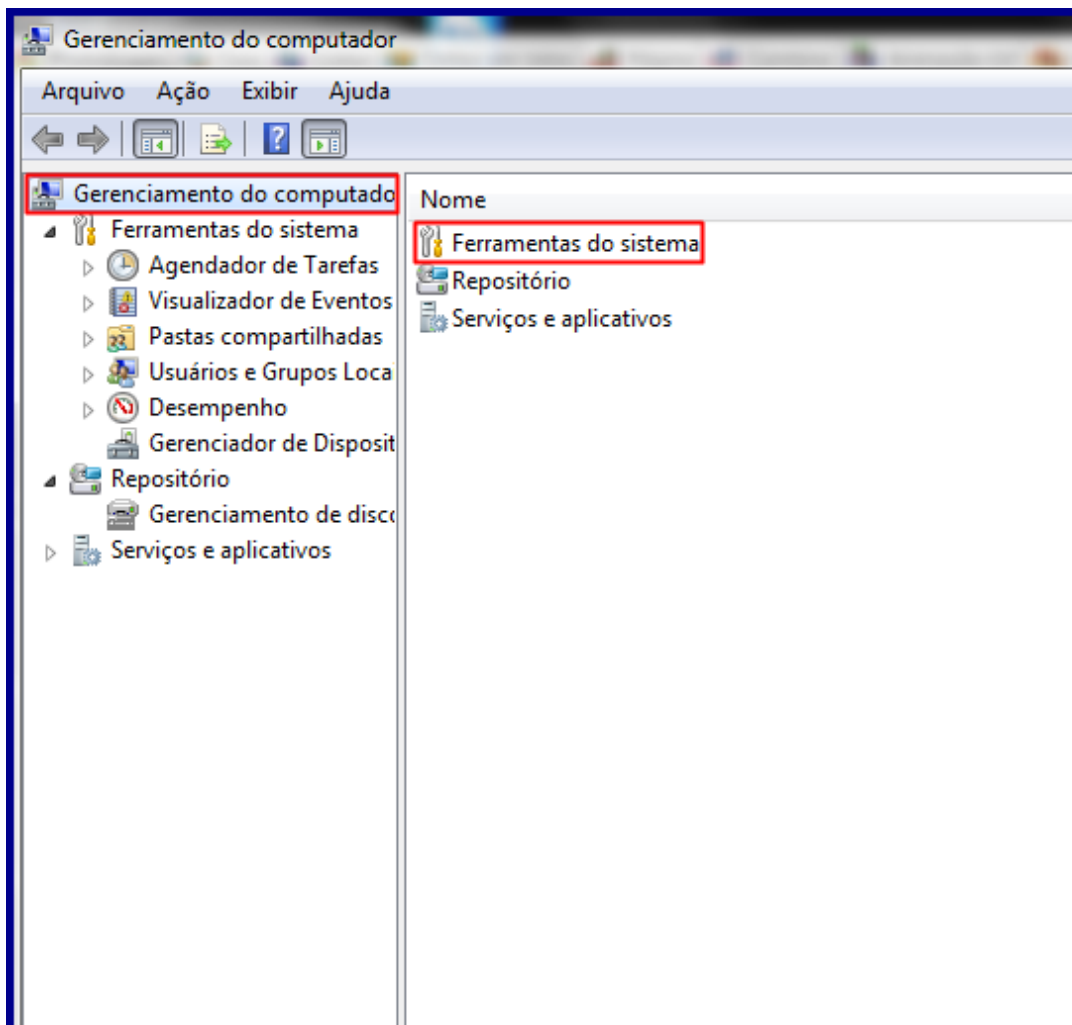 Gerenciamento do computador
Arquivo Ação Exibir Ajuda
Gerenciamento do computado
Ferramentas do sistema
Agendador de Tarefas
Visualizador de Eventos
Pastas compartilhadas
Usuários e Grupos Loca
Desempenho
Gerenciador de Disposit
Repositório
Gerenciamento de disco
Serviços e aplicativos
Nome
Ferramentas do sistema
Repositório
Serviços e aplicativos